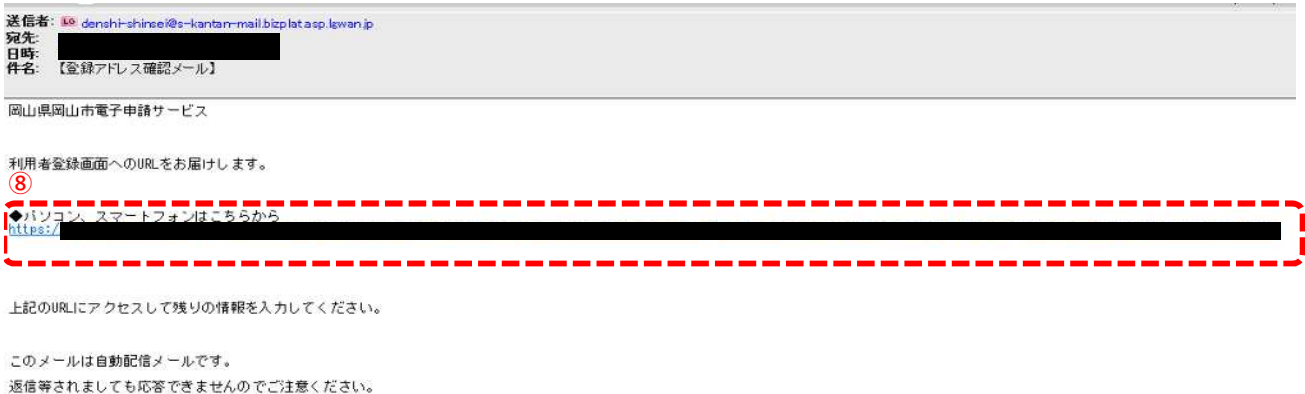 送信者: LG denshi-shinsei@s-kantan-mail.bizplat.asp.lgwan.jp
宛先:
日時:
件名: 【登録アドレス確認メール】
岡山県岡山市電子申請サービス
利用者登録画面へのURLをお届けします。
⑧
◆パソコン、スマートフォンはこちらから
https:/
上記のURLにアクセスして残りの情報を入力してください。
このメールは自動配信メールです。
返信等されましても応答できませんのでご注意ください。